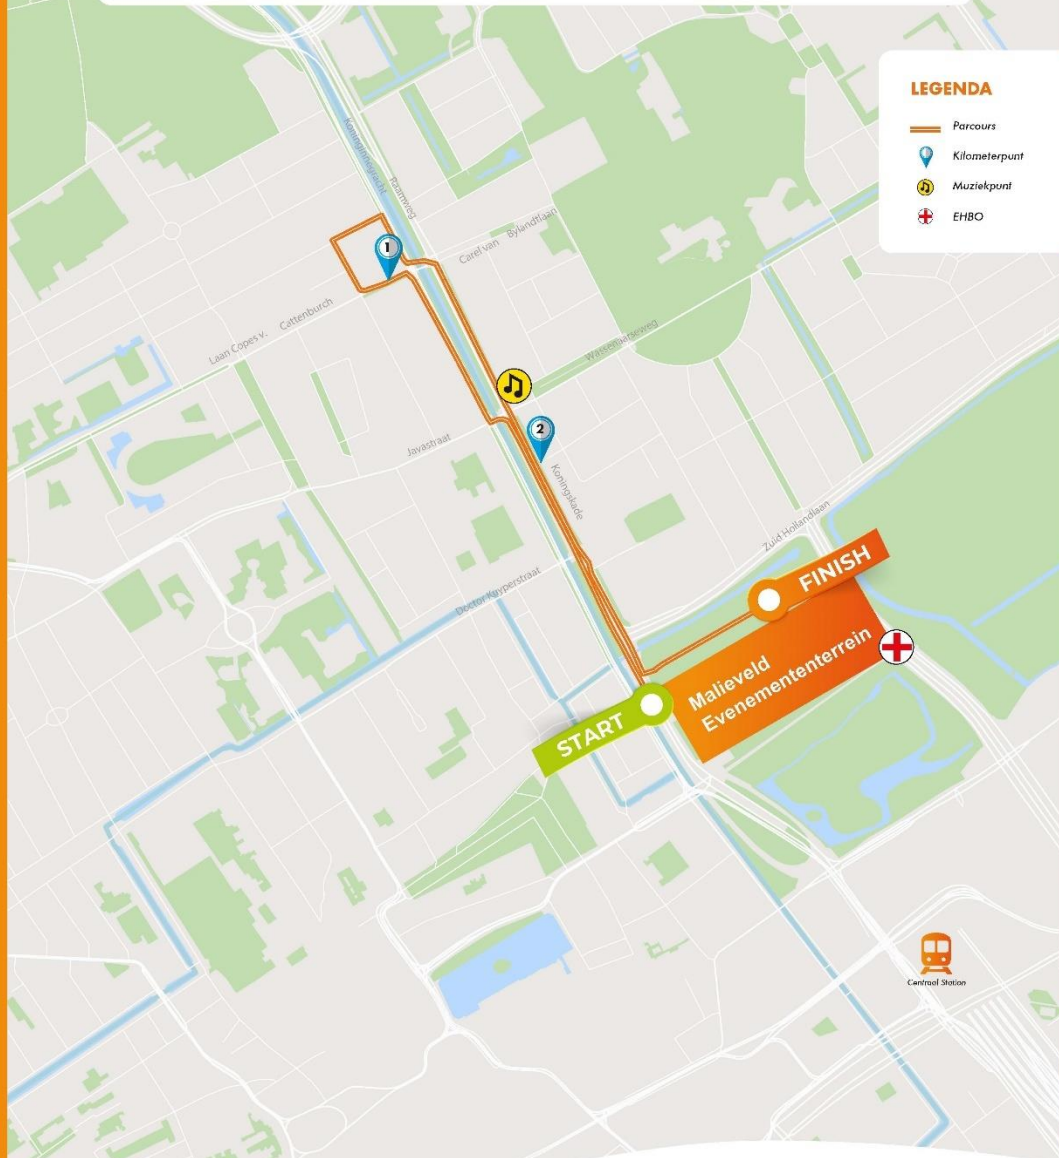 LEGENDA
Parcours
Kilometerpunt
Muziekpunt
EHBO
Koninginnegracht
Raamweg
Carel van Bylandtlaan
1
Laan Copes v. Cattenburch
Wassenaarseweg
2
Javastraat
Koningskade
Zuid Hollandlaan
Doctor Kuyperstraat
FINISH
Malieveld
Evenemententerrein
START
Centraal Station